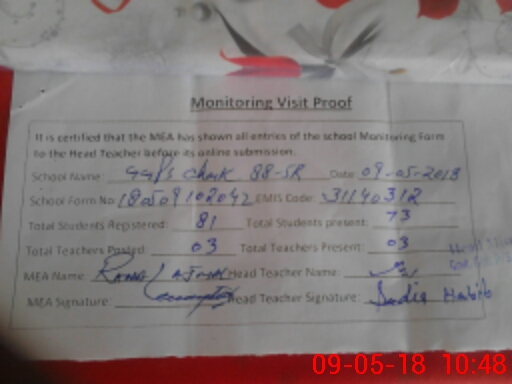 Monitoring Visit Proof
It is certified that the MEA has shown all entries of the school Monitoring Form
to the Head Teacher before its online submission.
School Name: GGPS Chak 88-5R Date: 09-05-2018
School Form No: 180509102042 EMIS Code: 31140312
Total Students Registered: 81 Total Students present: 73
Total Teachers Posted: 03 Total Teachers Present: 03
MEA Name: Head Teacher Name:
MEA Signature: Head Teacher Signature: Sadia Habib
09-05-18 10:48